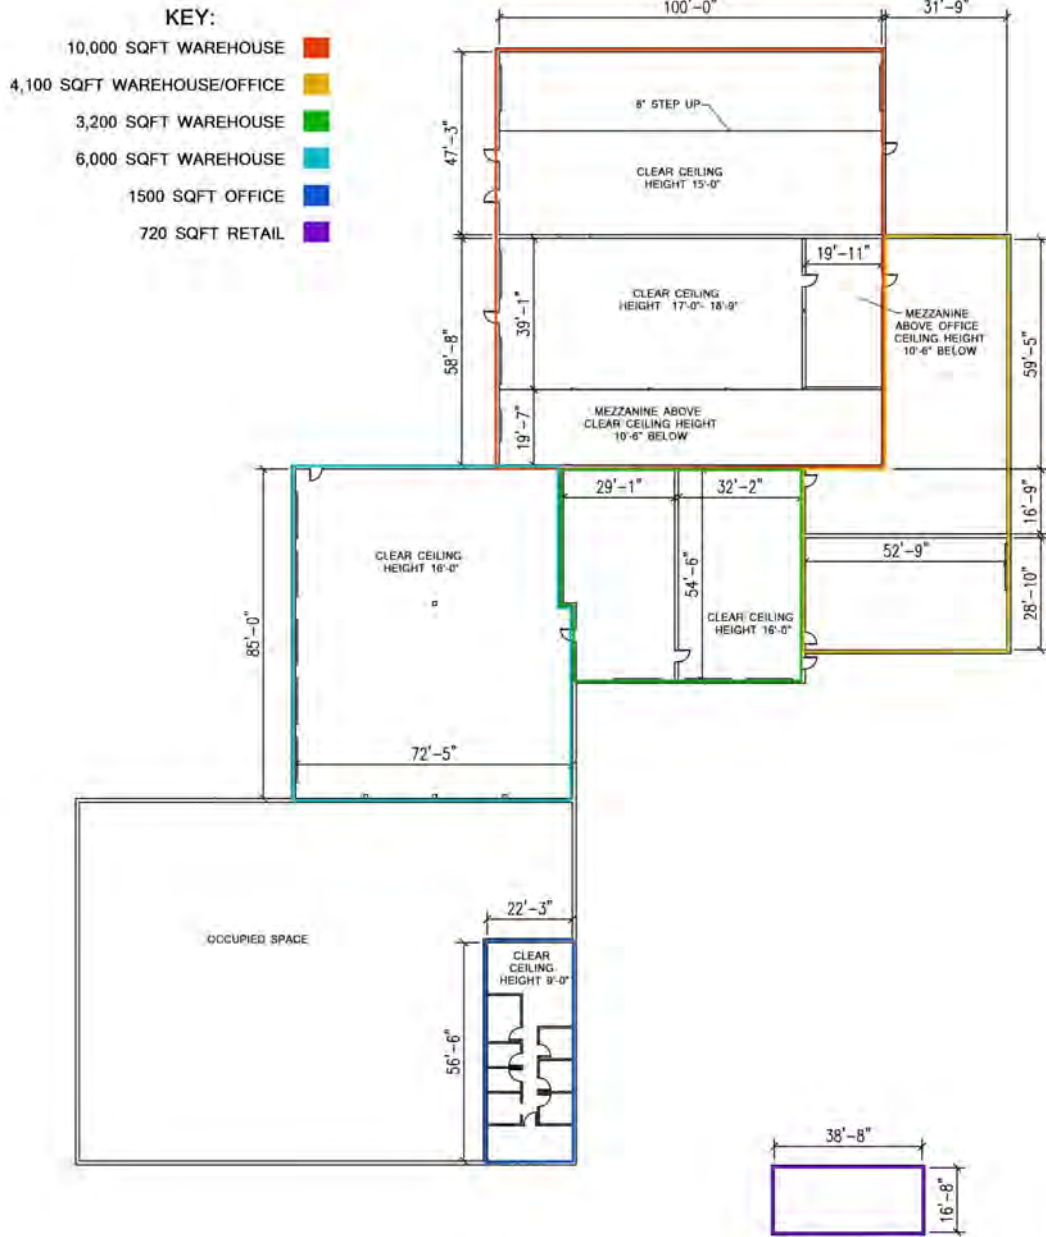 KEY:
10,000 SQFT WAREHOUSE
4,100 SQFT WAREHOUSE/OFFICE
3,200 SQFT WAREHOUSE
6,000 SQFT WAREHOUSE
1500 SQFT OFFICE
720 SQFT RETAIL
100'-0"
31'-9"
47'-3"
8" STEP UP
CLEAR CEILING
HEIGHT 15'-0"
58'-8"
39'-1"
19'-7"
CLEAR CEILING
HEIGHT 17'-0"- 18'-9"
19'-11"
MEZZANINE
ABOVE OFFICE
CEILING HEIGHT
10'-6" BELOW
59'-5"
MEZZANINE ABOVE
CLEAR CEILING HEIGHT
10'-6" BELOW
29'-1"
32'-2"
16'-9"
52'-9"
28'-10"
54'-6"
CLEAR CEILING
HEIGHT 16'-0"
CLEAR CEILING
HEIGHT 16'-0"
85'-0"
72'-5"
OCCUPIED SPACE
22'-3"
CLEAR
CEILING
HEIGHT 9'-0"
56'-6"
38'-8"
16'-8"